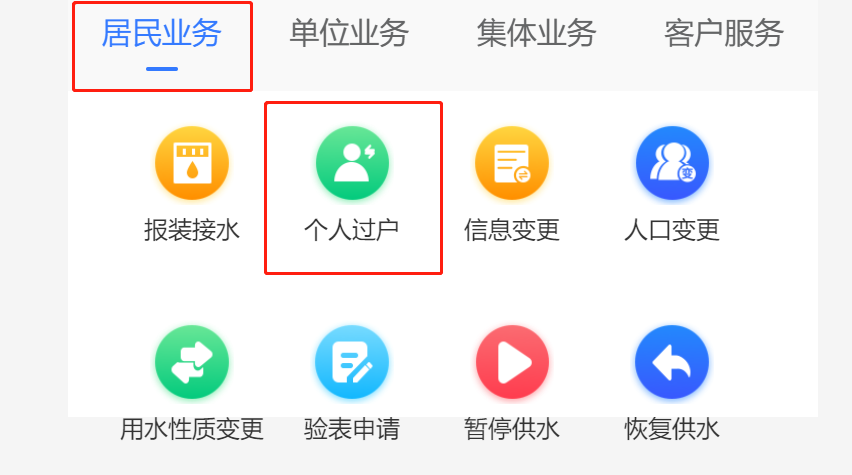 居民业务 单位业务 集体业务 客户服务
报装接水 个人过户 信息变更 人口变更
变
用水性质变更 验表申请 暂停供水 恢复供水